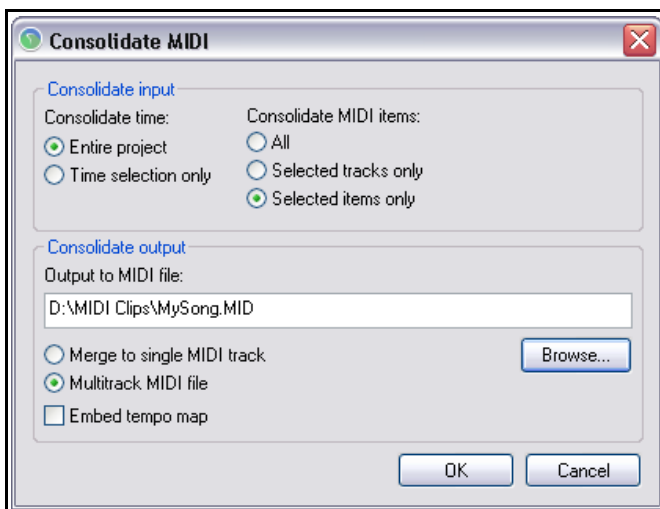 Consolidate MIDI
Consolidate input
Consolidate time:
Entire project
Time selection only
Consolidate MIDI items:
All
Selected tracks only
Selected items only
Consolidate output
Output to MIDI file:
D:\MIDI Clips\MySong.MID
Merge to single MIDI track
Browse...
Multitrack MIDI file
Embed tempo map
OK
Cancel